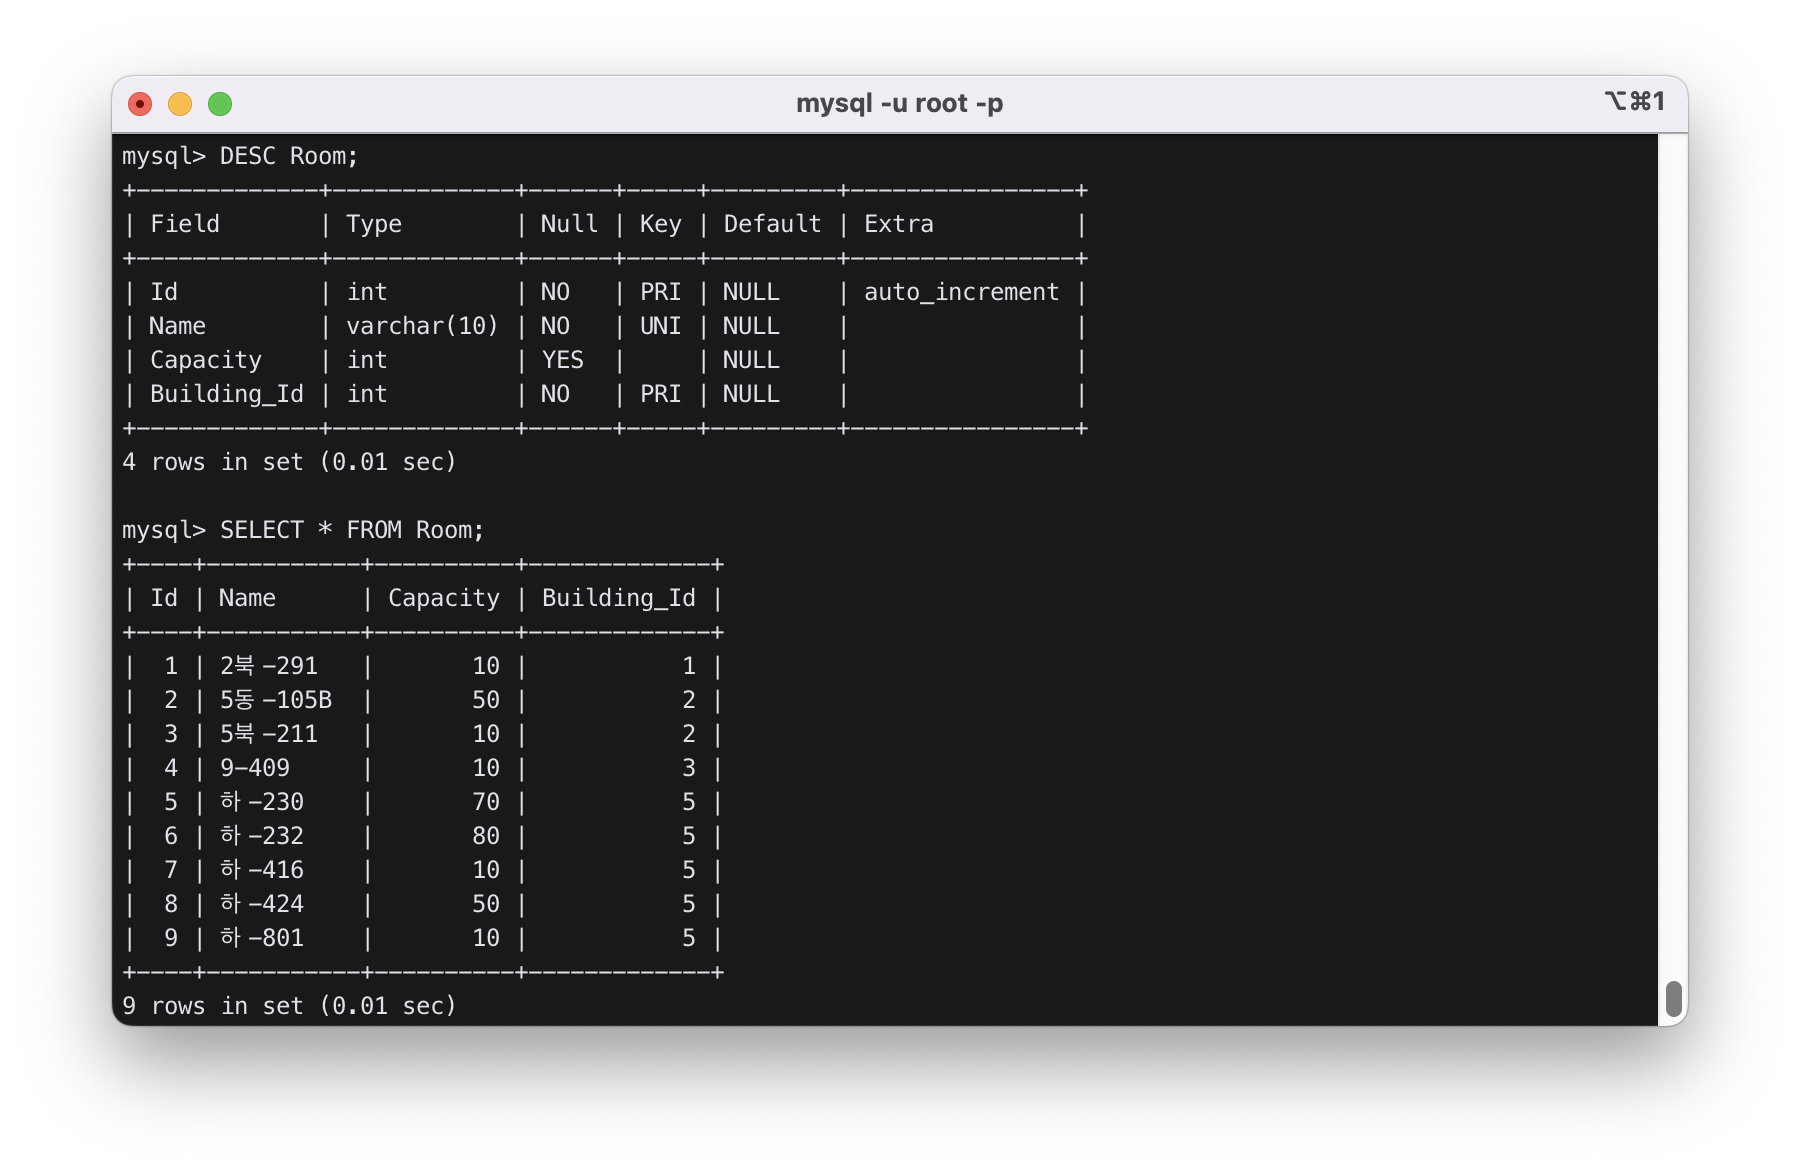 mysql -u root -p
⌥⌘1
mysql> DESC Room;
+-------------+-------------+------+-----+---------+----------------+
| Field       | Type        | Null | Key | Default | Extra          |
+-------------+-------------+------+-----+---------+----------------+
| Id          | int         | NO   | PRI | NULL    | auto_increment |
| Name        | varchar(10) | NO   | UNI | NULL    |                |
| Capacity    | int         | YES  |     | NULL    |                |
| Building_Id | int         | NO   | PRI | NULL    |                |
+-------------+-------------+------+-----+---------+----------------+
4 rows in set (0.01 sec)
mysql> SELECT * FROM Room;
+----+-----------+----------+-------------+
| Id | Name      | Capacity | Building_Id |
+----+-----------+----------+-------------+
|  1 | 2북-291   |       10 |           1 |
|  2 | 5동-105B  |       50 |           2 |
|  3 | 5북-211   |       10 |           2 |
|  4 | 9-409     |       10 |           3 |
|  5 | 하-230    |       70 |           5 |
|  6 | 하-232    |       80 |           5 |
|  7 | 하-416    |       10 |           5 |
|  8 | 하-424    |       50 |           5 |
|  9 | 하-801    |       10 |           5 |
+----+-----------+----------+-------------+
9 rows in set (0.01 sec)